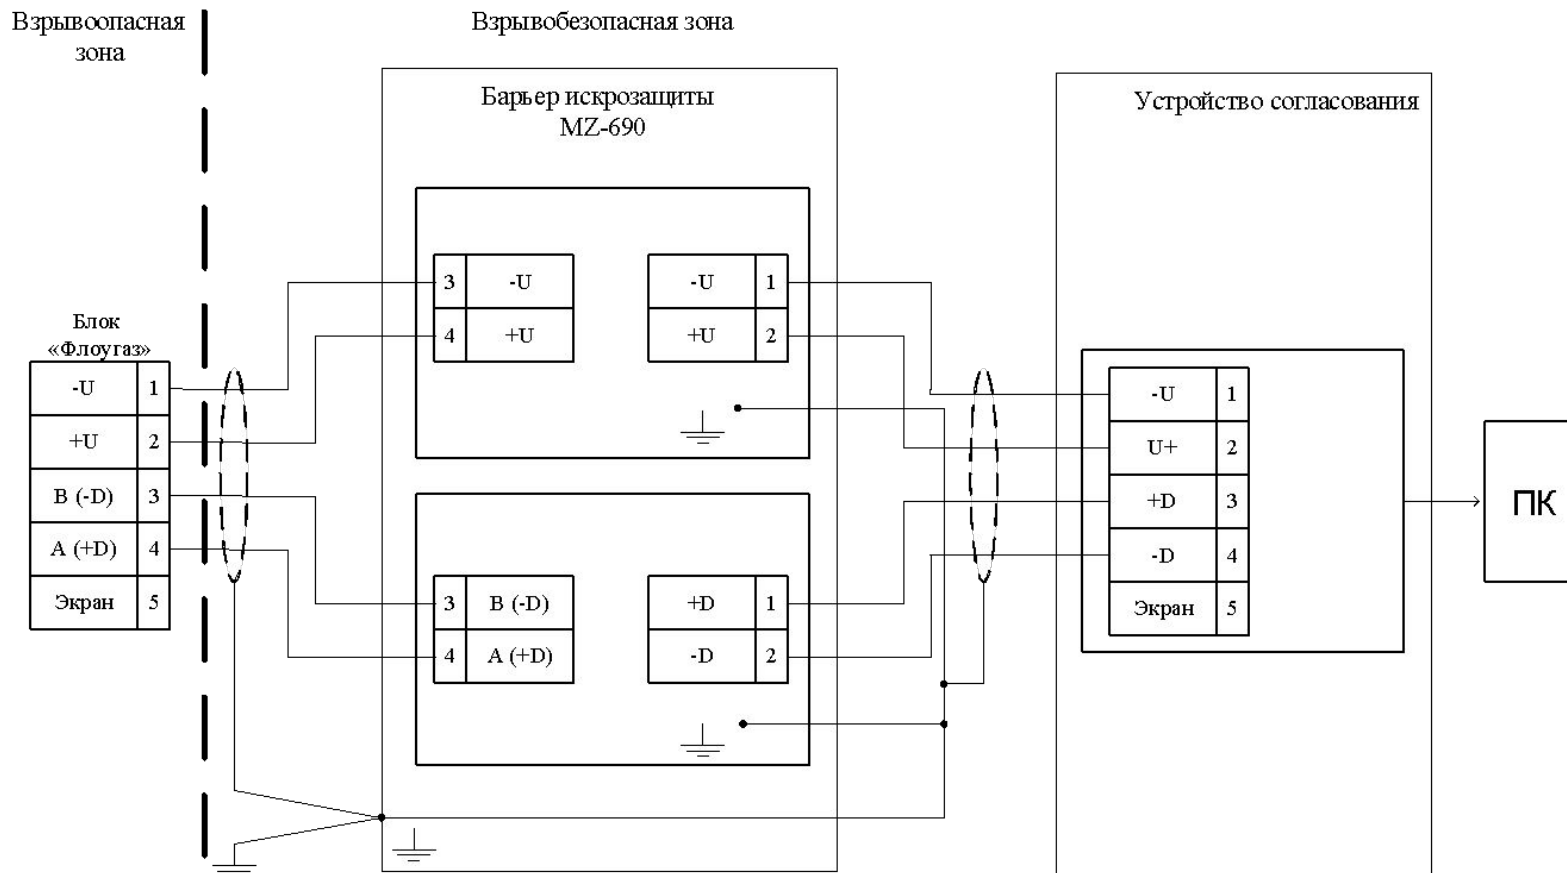 Взрывоопасная
зона
Взрывобезопасная зона
Барьер искрозащиты
MZ-690
Устройство согласования
Блок
«Флоугаз»
-U 1
+U 2
B (-D) 3
A (+D) 4
Экран 5
3 -U
4 +U
-U 1
+U 2
3 B (-D)
4 A (+D)
+D 1
-D 2
-U 1
U+ 2
+D 3
-D 4
Экран 5
ПК